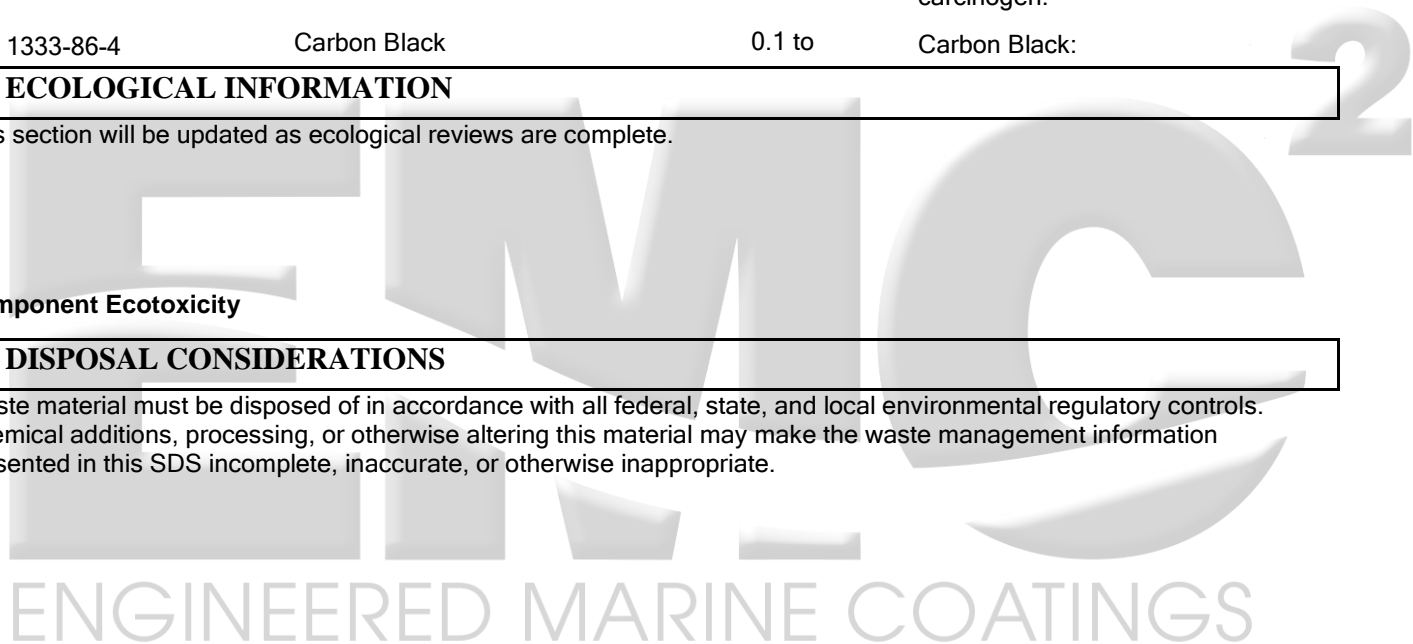 carcinogen.
1333-86-4 Carbon Black 0.1 to Carbon Black:
ECOLOGICAL INFORMATION
s section will be updated as ecological reviews are complete.
mponent Ecotoxicity
DISPOSAL CONSIDERATIONS
ste material must be disposed of in accordance with all federal, state, and local environmental regulatory controls.
emical additions, processing, or otherwise altering this material may make the waste management information
sented in this SDS incomplete, inaccurate, or otherwise inappropriate.
EMC2
ENGINEERED MARINE COATINGS